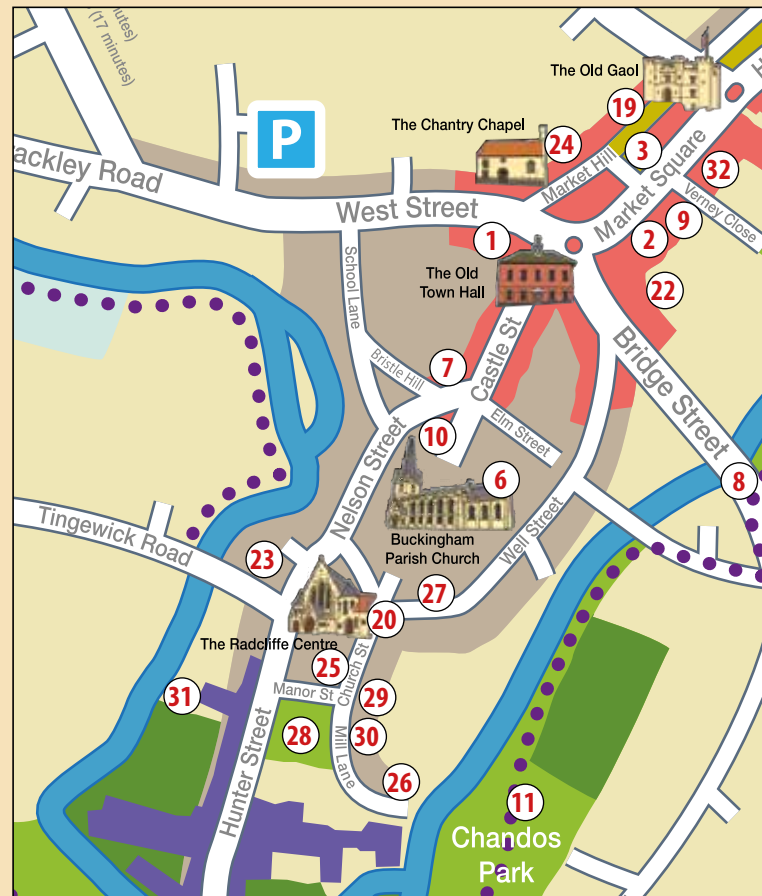 (17 minutes)
The Old Gaol
19
The Chantry Chapel
24
P
Market Hill
3
Market Square
32
ackley Road
West Street
Verney Close
9
2
1
The Old
Town Hall
22
School Lane
Bridge Street
Castle St
7
Bristle Hill
10
Elm Street
Nelson Street
6
8
Buckingham
Parish Church
Well Street
Tingewick Road
23
27
20
The Radcliffe Centre
25
Church St
Manor St
29
31
28
30
Mill Lane
26
Hunter Street
11
Chandos
Park